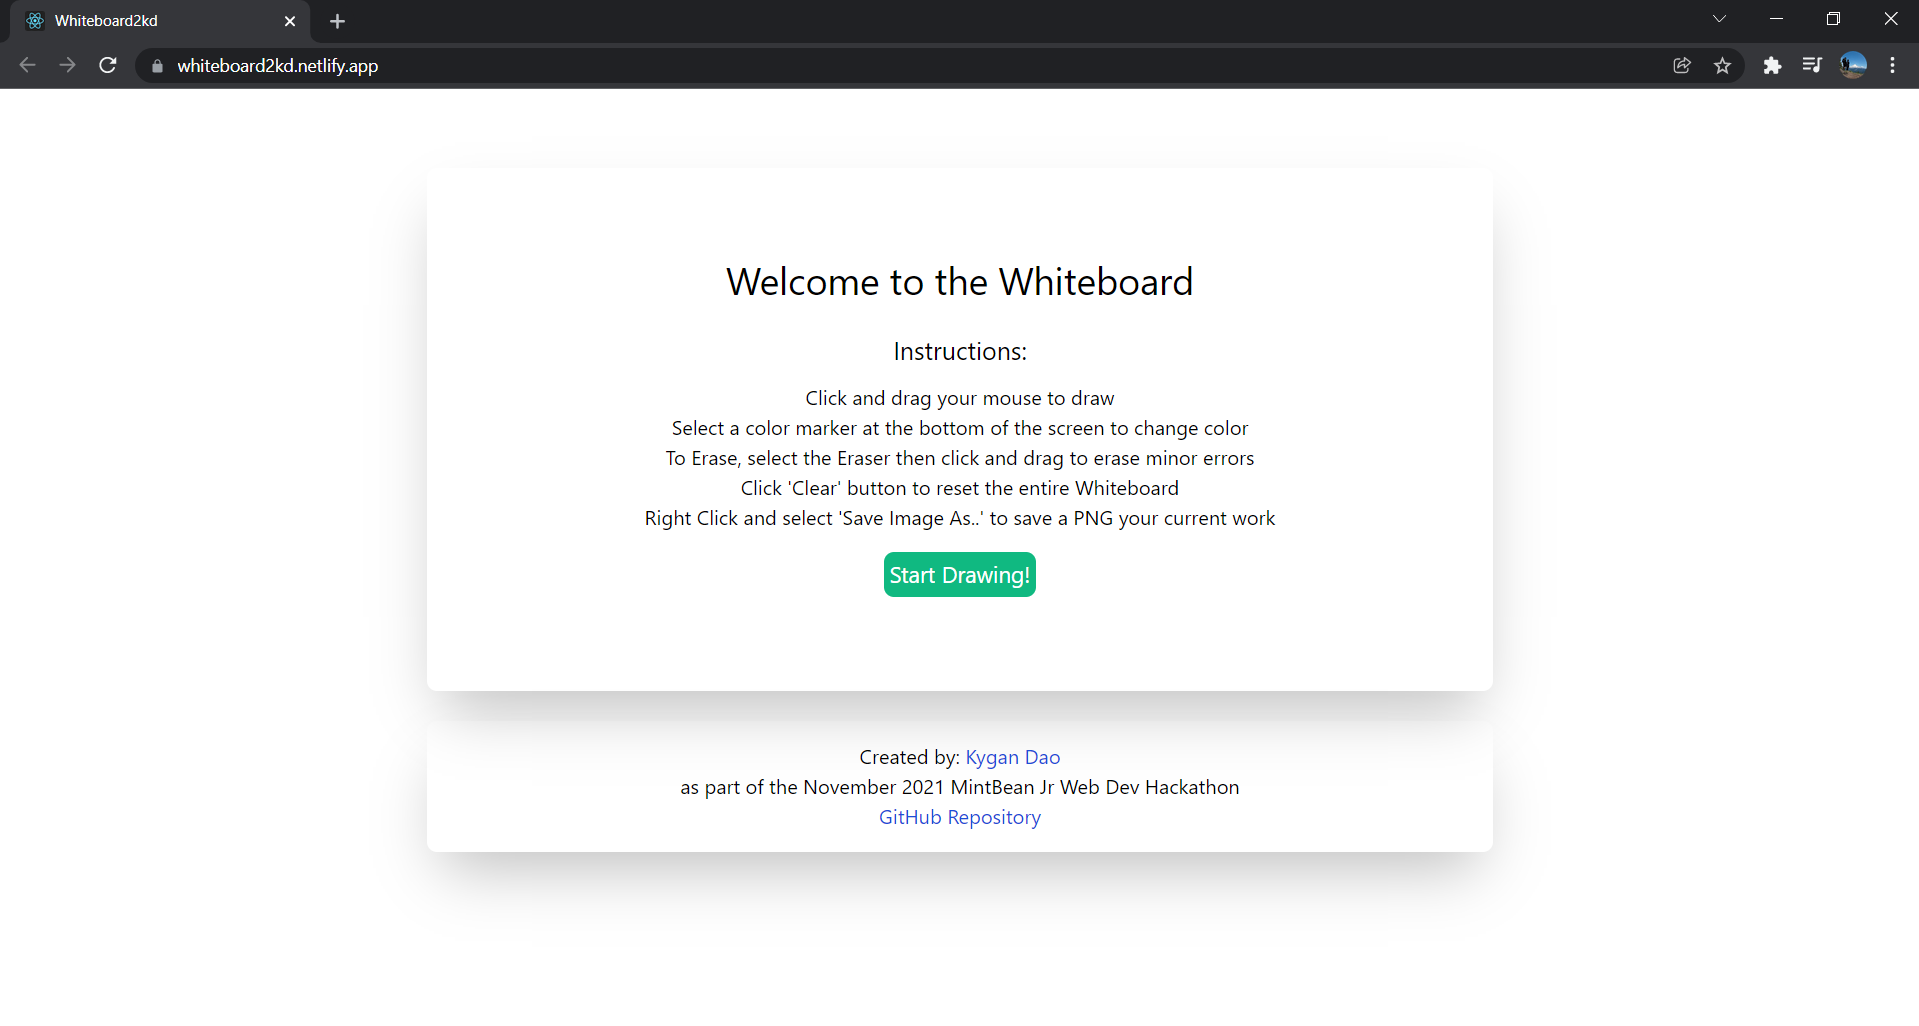 Whiteboard2kd
whiteboard2kd.netlify.app
Welcome to the Whiteboard
Instructions:
Click and drag your mouse to draw
Select a color marker at the bottom of the screen to change color
To Erase, select the Eraser then click and drag to erase minor errors
Click 'Clear' button to reset the entire Whiteboard
Right Click and select 'Save Image As..' to save a PNG your current work
Start Drawing!
Created by: Kygan Dao
as part of the November 2021 MintBean Jr Web Dev Hackathon
GitHub Repository